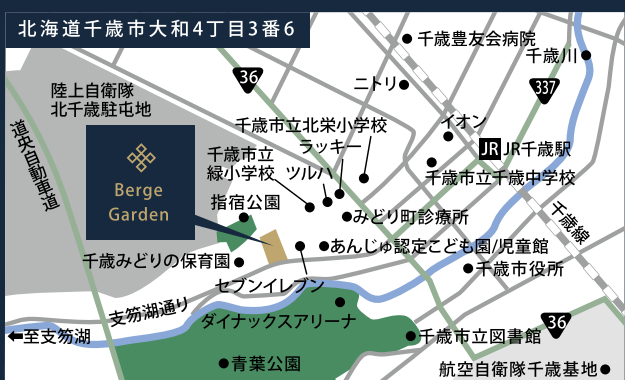 北海道千歳市大和4丁目3番6
千歳豊友会病院
千歳川
36
ニトリ
337
陸上自衛隊
北千歳駐屯地
道央自動車道
イオン
千歳市立北栄小学校
ラッキー
JR
JR千歳駅
千歳市立
緑小学校
ツルハ
千歳市立千歳中学校
Berge
Garden
指宿公園
みどり町診療所
千歳線
あんじゅ認定こども園/児童館
千歳みどりの保育園
千歳市役所
セブンイレブン
支笏湖通り
ダイナックスアリーナ
36
←至支笏湖
千歳市立図書館
青葉公園
航空自衛隊千歳基地